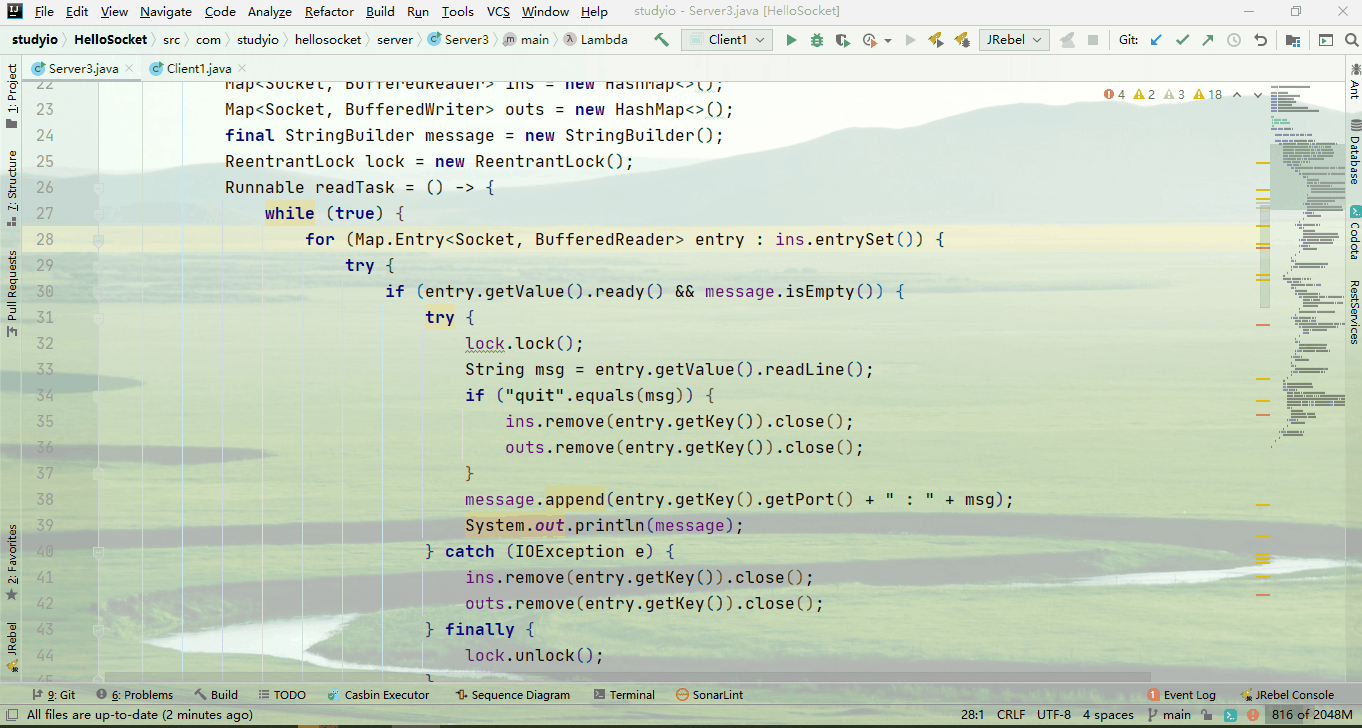 File Edit View Navigate Code Analyze Refactor Build Run Tools VCS Window Help studyio - Server3.java [HelloSocket]
studyio HelloSocket src com studyio hellosocket server Server3 main Lambda Client1 JRebel Git:
Server3.java Client1.java
22 Map<Socket, BufferedReader> ins = new HashMap<>();
23 Map<Socket, BufferedWriter> outs = new HashMap<>();
24 final StringBuilder message = new StringBuilder();
25 ReentrantLock lock = new ReentrantLock();
26 Runnable readTask = () -> {
27 while (true) {
28 for (Map.Entry<Socket, BufferedReader> entry : ins.entrySet()) {
29 try {
30 if (entry.getValue().ready() && message.isEmpty()) {
31 try {
32 lock.lock();
33 String msg = entry.getValue().readLine();
34 if ("quit".equals(msg)) {
35 ins.remove(entry.getKey()).close();
36 outs.remove(entry.getKey()).close();
37 }
38 message.append(entry.getKey().getPort() + " : " + msg);
39 System.out.println(message);
40 } catch (IOException e) {
41 ins.remove(entry.getKey()).close();
42 outs.remove(entry.getKey()).close();
43 } finally {
44 lock.unlock();
45 }
4 2 3 18
1: Project
7: Structure
Pull Requests
2: Favorites
JRebel
Ant
Database
Codota
RestServices
9: Git 6: Problems Build TODO Casbin Executor Sequence Diagram Terminal SonarLint 1 Event Log JRebel Console
All files are up-to-date (2 minutes ago) 28:1 CRLF UTF-8 4 spaces main 816 of 2048M